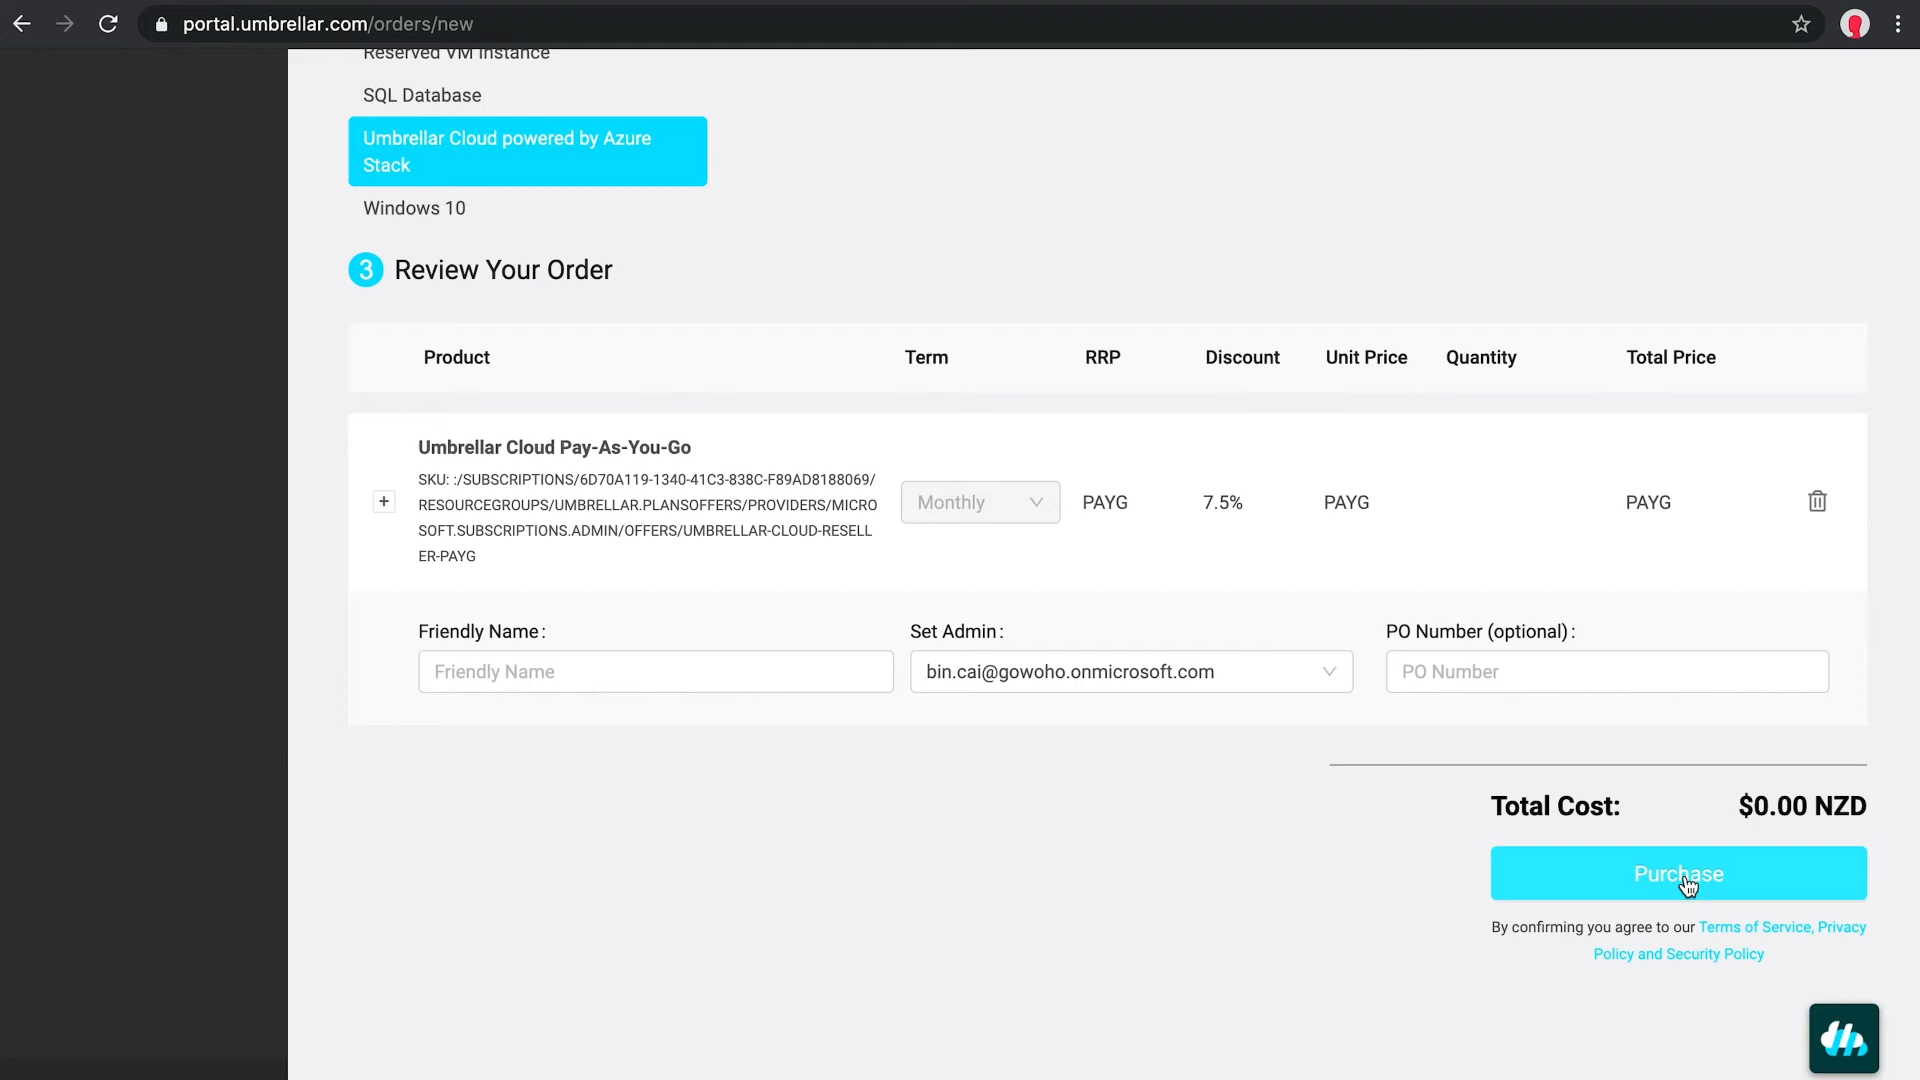 portal.umbrellar.com/orders/new
Reserved VM Instance
SQL Database
Umbrellar Cloud powered by Azure
Stack
Windows 10
3 Review Your Order
Product Term RRP Discount Unit Price Quantity Total Price
Umbrellar Cloud Pay-As-You-Go
SKU: :/SUBSCRIPTIONS/6D70A119-1340-41C3-838C-F89AD8188069/
RESOURCEGROUPS/UMBRELLAR.PLANSOFFERS/PROVIDERS/MICRO
SOFT.SUBSCRIPTIONS.ADMIN/OFFERS/UMBRELLAR-CLOUD-RESELL
ER-PAYG
Monthly PAYG 7.5% PAYG PAYG
Friendly Name: Set Admin: PO Number (optional):
Friendly Name bin.cai@gowoho.onmicrosoft.com PO Number
Total Cost: $0.00 NZD
Purchase
By confirming you agree to our Terms of Service, Privacy
Policy and Security Policy